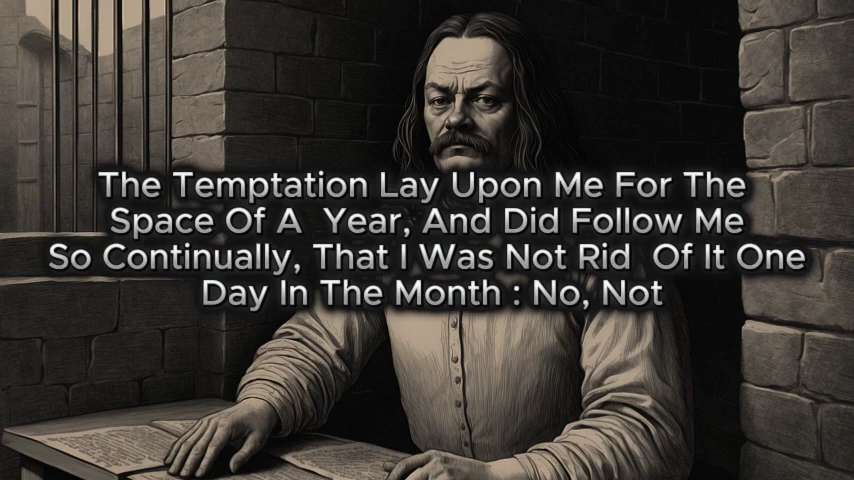 The Temptation Lay Upon Me For The
Space Of A  Year, And Did Follow Me
So Continually, That I Was Not Rid  Of It One
Day In The Month : No, Not